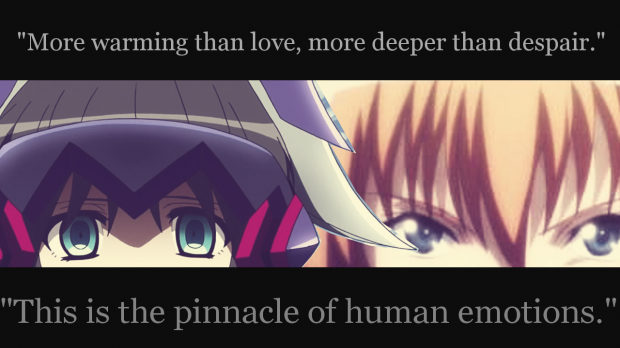 "More warming than love, more deeper than despair."
"This is the pinnacle of human emotions."